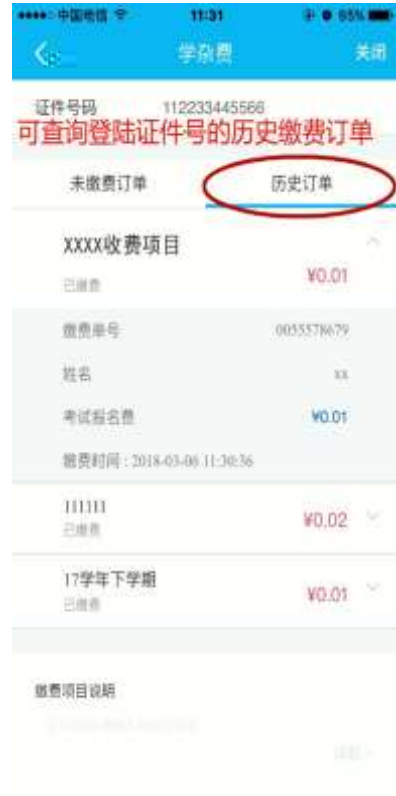 中国电信 11:31 95%
学杂费 关闭
证件号码 112233445566
可查询登陆证件号的历史缴费订单
未缴费订单 历史订单
XXXX收费项目
已缴费 ¥0.01
缴费单号 0055578679
姓名 xx
考试报名费 ¥0.01
缴费时间 : 2018-03-06 11:30:36
111111
已缴费 ¥0.02
17学年下学期
已缴费 ¥0.01
缴费项目说明